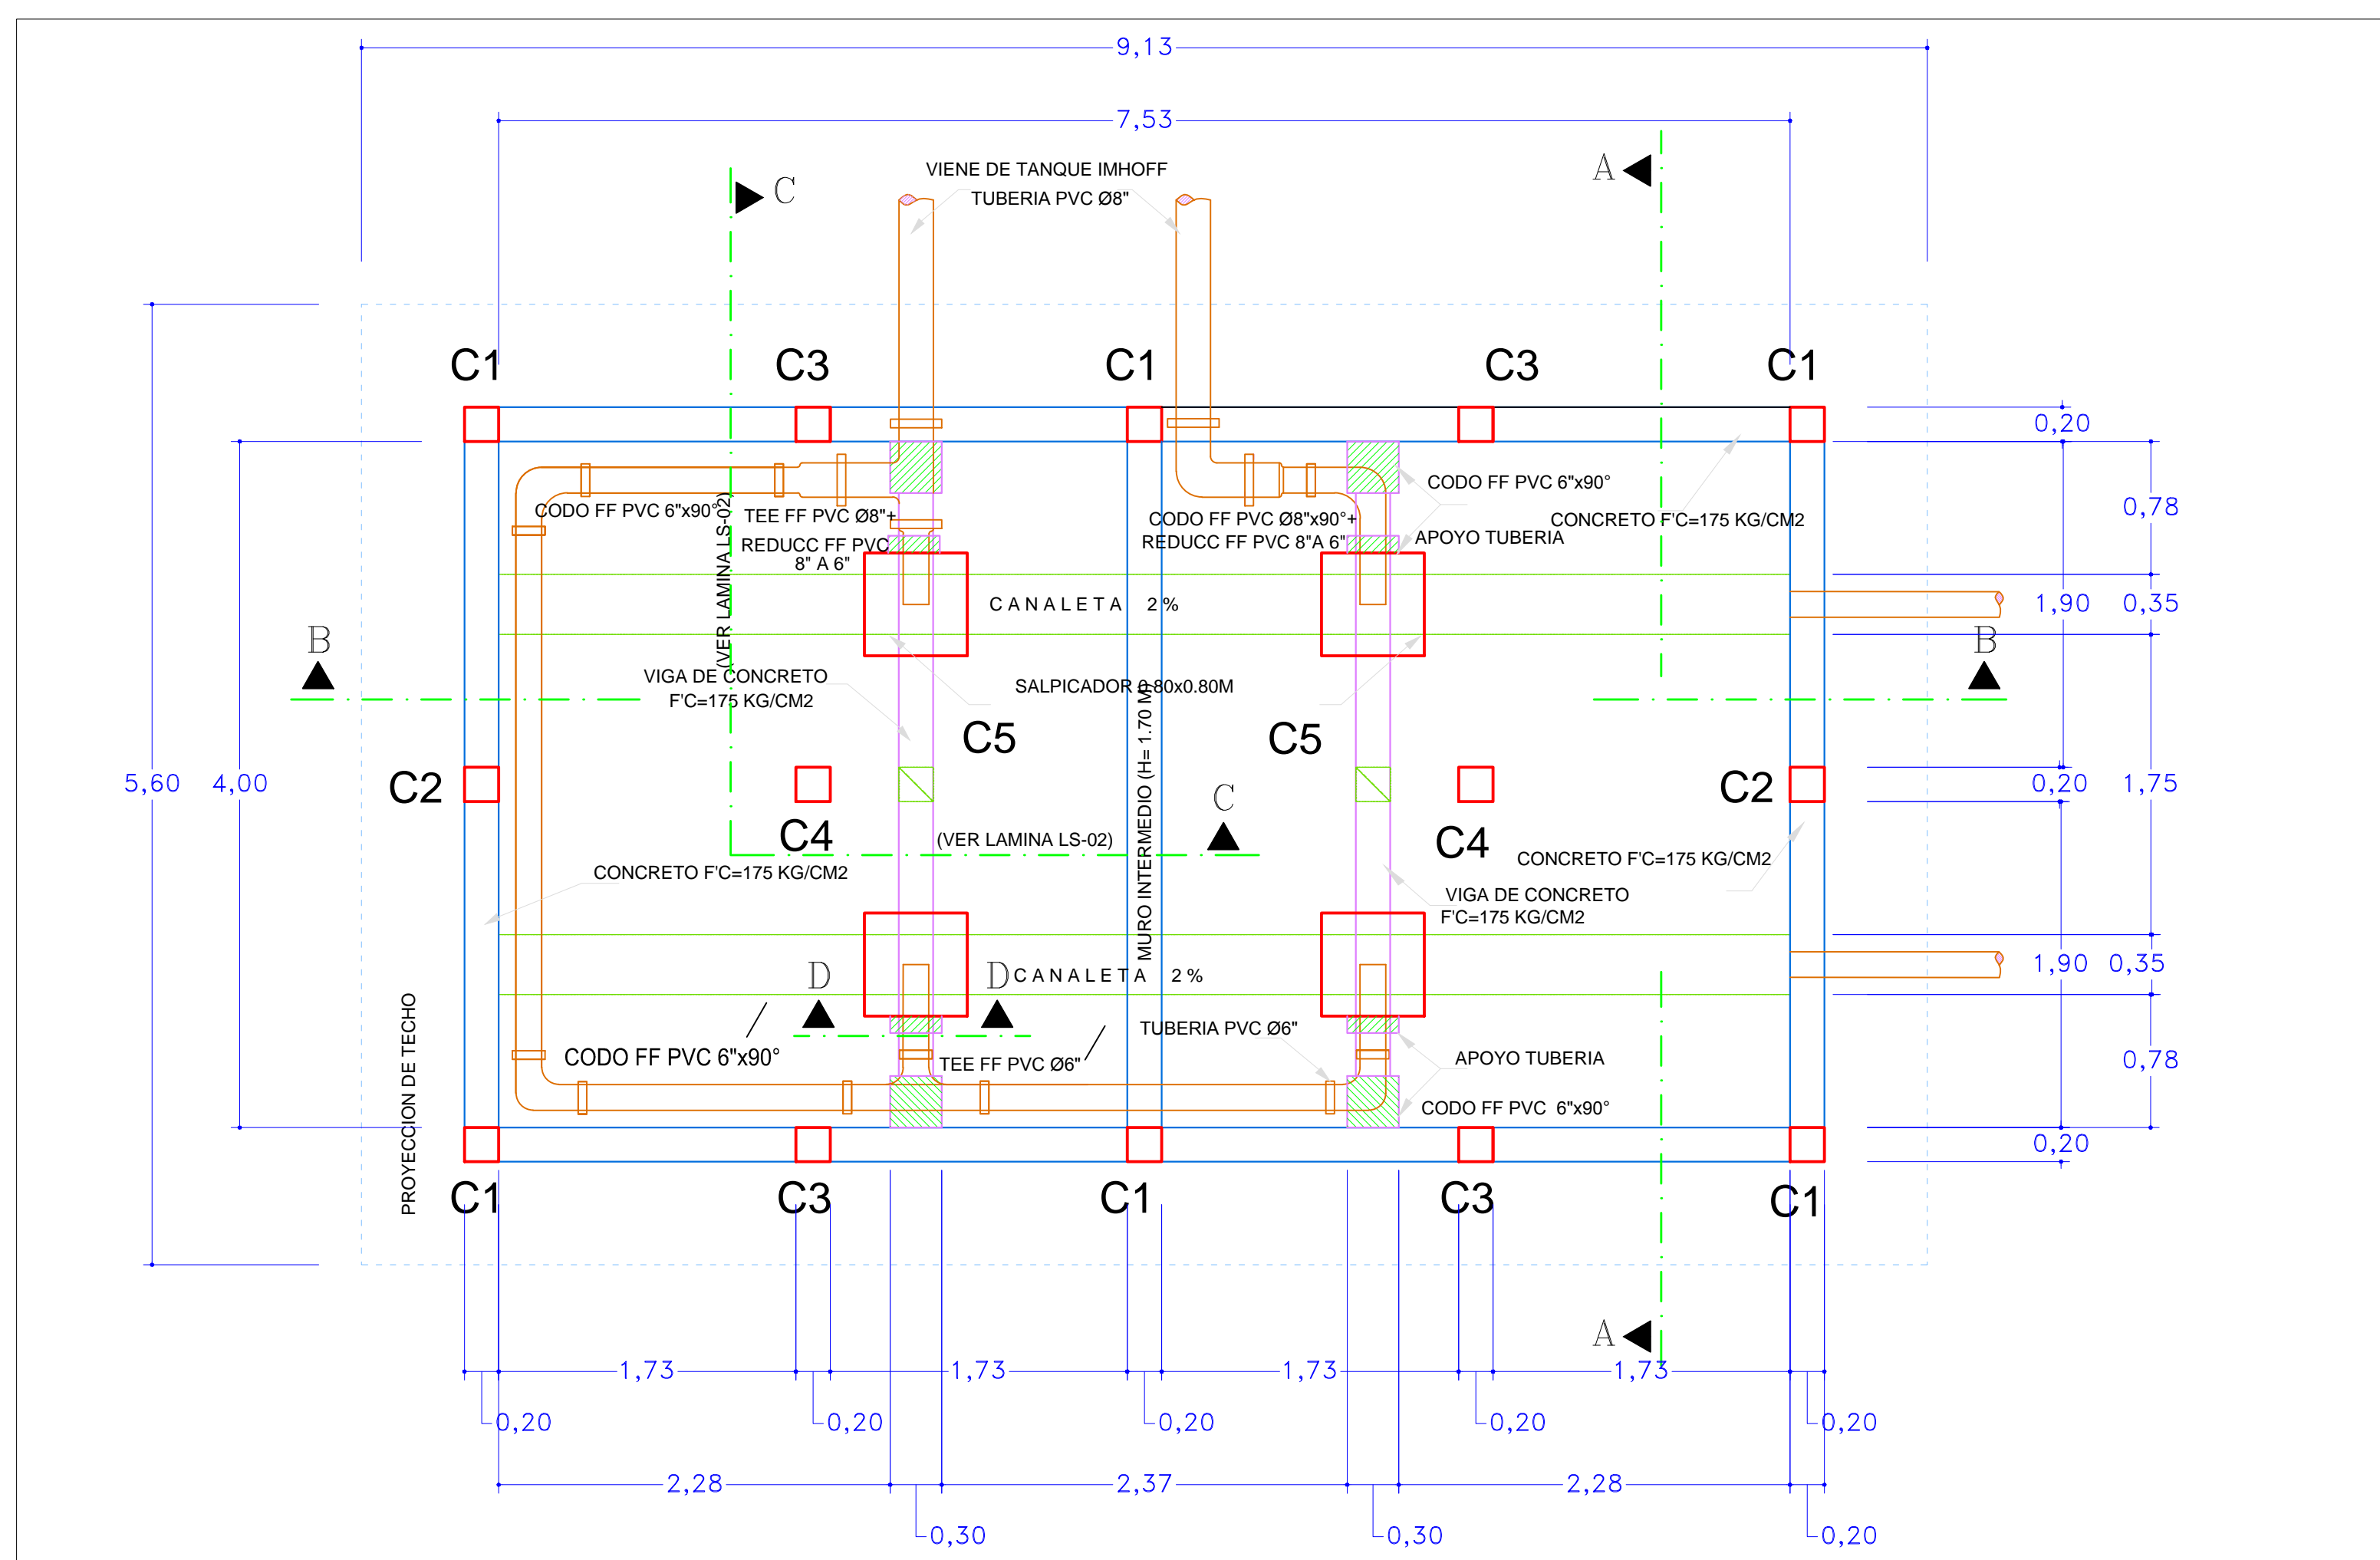 9,13
7,53
VIENE DE TANQUE IMHOFF
TUBERIA PVC Ø8"
A
C
C1
C3
C1
C3
C1
0,20
CODO FF PVC 6"x90°
CODO FF PVC 6"x90°
TEE FF PVC Ø8"+
REDUCC FF PVC
8" A 6"
CODO FF PVC Ø8"x90°+
REDUCC FF PVC 8"A 6"
CONCRETO F'C=175 KG/CM2
APOYO TUBERIA
0,78
(VER LAMINA LS-02)
CANALETA 2%
1,90
0,35
B
B
VIGA DE CONCRETO
F'C=175 KG/CM2
SALPICADOR 0.80x0.80M
MURO INTERMEDIO (H= 1.70 M)
C5
C5
5,60
4,00
C2
C2
0,20
1,75
C4
C
C4
(VER LAMINA LS-02)
CONCRETO F'C=175 KG/CM2
CONCRETO F'C=175 KG/CM2
VIGA DE CONCRETO
F'C=175 KG/CM2
D
D
CANALETA 2%
1,90
0,35
PROYECCION DE TECHO
TUBERIA PVC Ø6"
CODO FF PVC 6"x90°
TEE FF PVC Ø6"
APOYO TUBERIA
0,78
CODO FF PVC 6"x90°
0,20
C1
C3
C1
C3
C1
A
1,73
1,73
1,73
1,73
0,20
0,20
0,20
0,20
0,20
2,28
2,37
2,28
0,30
0,30
0,20